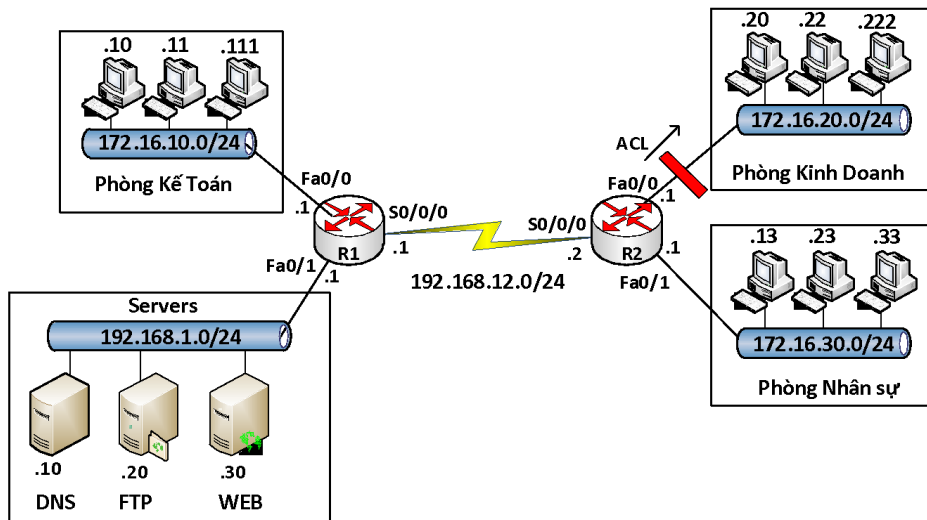 .10 .11 .111
172.16.10.0/24
Phòng Kế Toán
Fa0/0
.1
S0/0/0
.1
R1
Fa0/1
.1
Servers
192.168.1.0/24
.10 .20 .30
DNS FTP WEB
192.168.12.0/24
.20 .22 .222
172.16.20.0/24
Phòng Kinh Doanh
ACL
Fa0/0
.1
S0/0/0
.2
R2
.1
Fa0/1
.13 .23 .33
172.16.30.0/24
Phòng Nhân sự